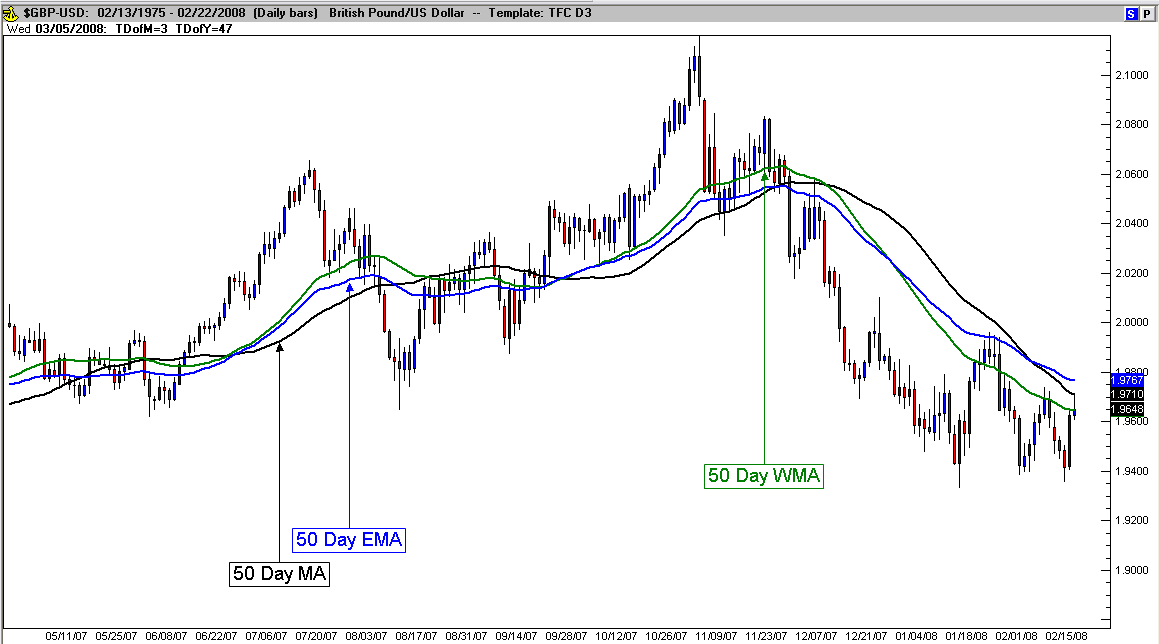 $GBP-USD: 02/13/1975 - 02/22/2008 (Daily bars) British Pound/US Dollar -- Template: TFC D3
S P
Wed 03/05/2008: TDofM=3 TDofY=47
2.1000
2.0800
2.0600
2.0400
2.0200
2.0000
1.9800
1.9767
1.9710
1.9648
1.9600
1.9400
1.9200
1.9000
50 Day WMA
50 Day EMA
50 Day MA
05/11/07 05/25/07 06/08/07 06/22/07 07/06/07 07/20/07 08/03/07 08/17/07 08/31/07 09/14/07 09/28/07 10/12/07 10/26/07 11/09/07 11/23/07 12/07/07 12/21/07 01/04/08 01/18/08 02/01/08 02/15/08